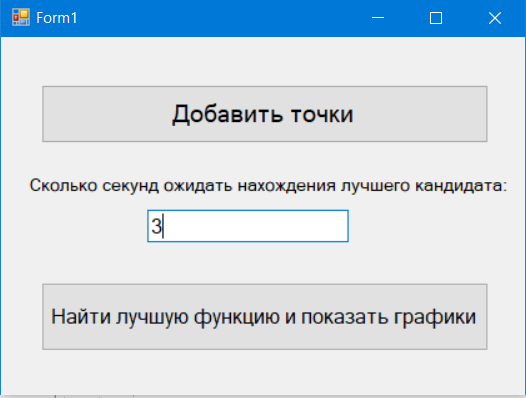 Form1
Добавить точки
Сколько секунд ожидать нахождения лучшего кандидата:
3
Найти лучшую функцию и показать графики